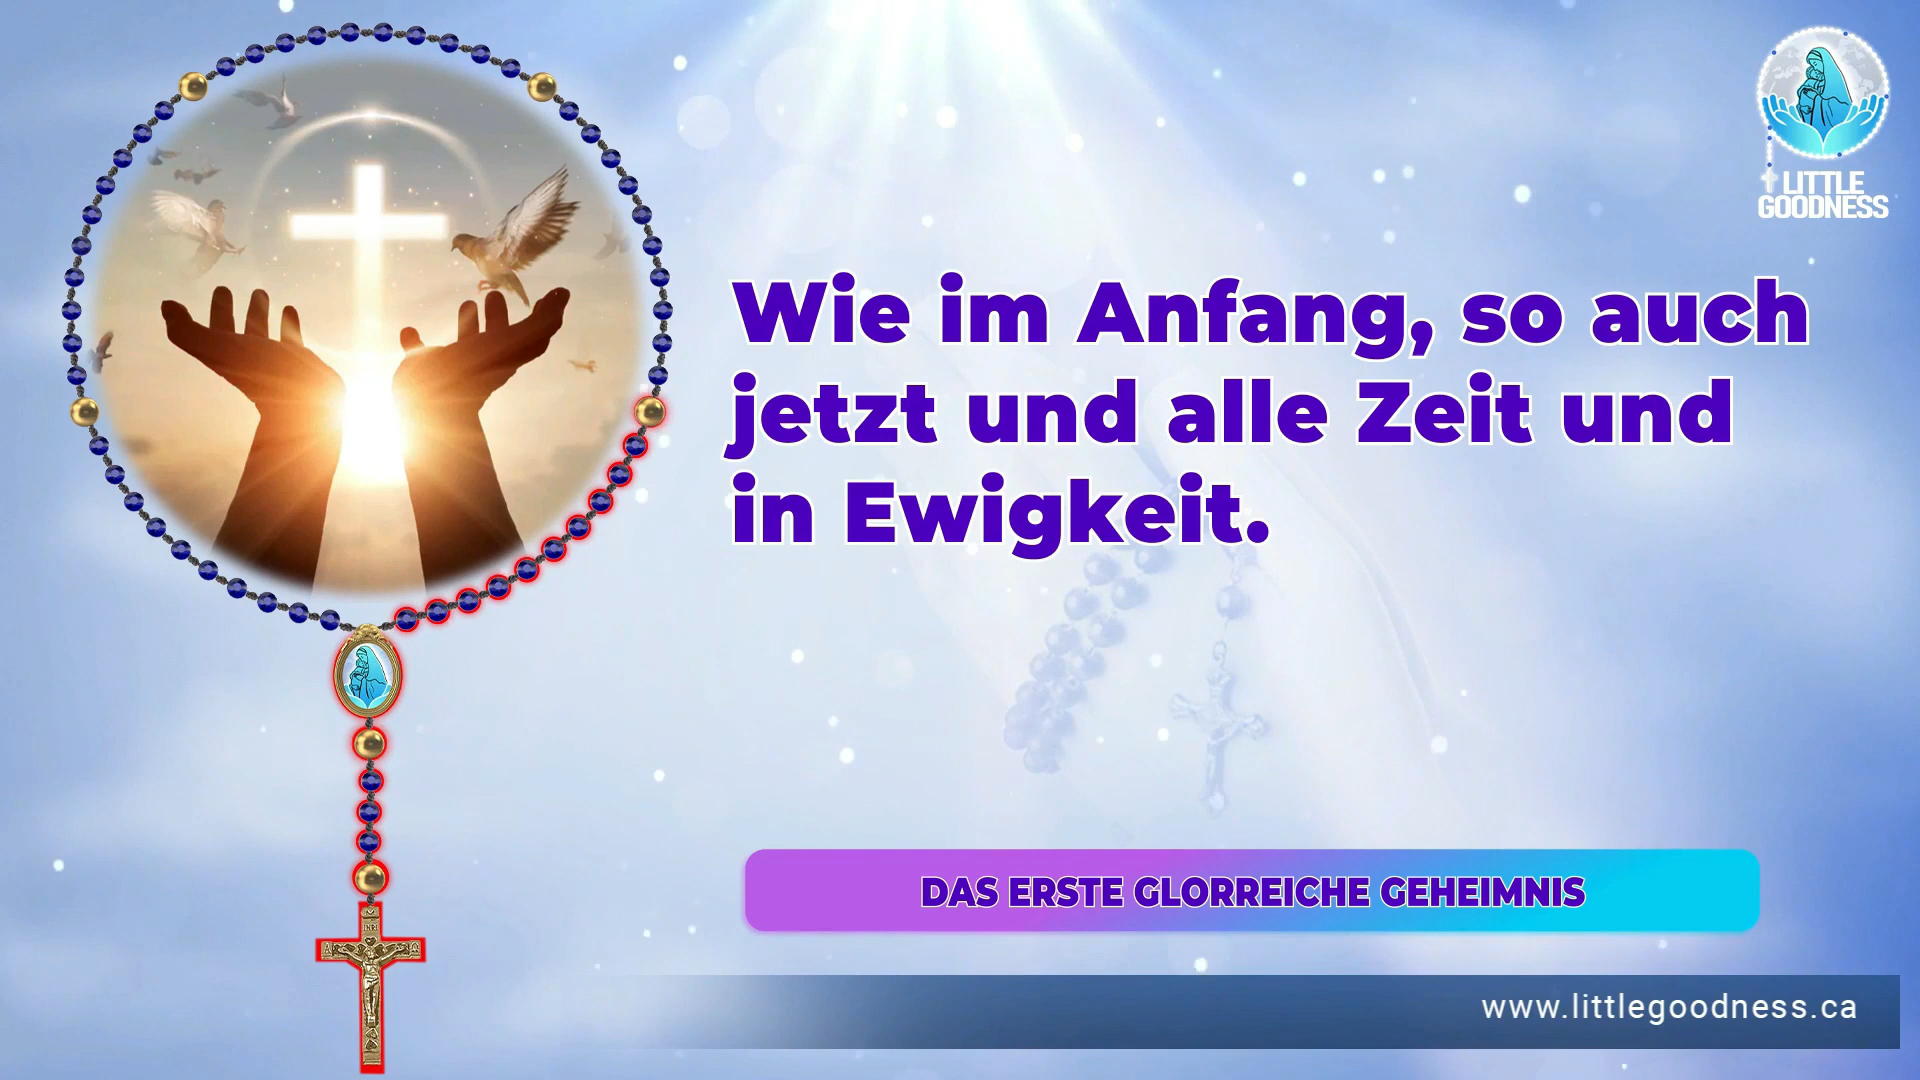 LITTLE
GOODNESS
Wie im Anfang, so auch
jetzt und alle Zeit und
in Ewigkeit.
INRI
DAS ERSTE GLORREICHE GEHEIMNIS
www.littlegoodness.ca